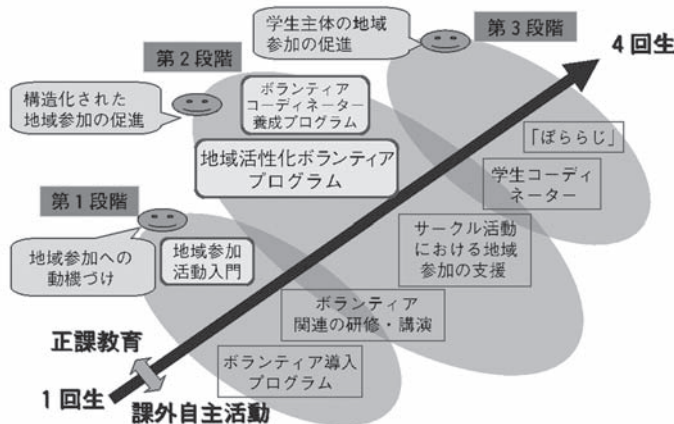 学生主体の地域
参加の促進
第3段階
4回生
第2段階
構造化された
地域参加の促進
ボランティア
コーディネーター
養成プログラム
「ぼららじ」
地域活性化ボランティア
プログラム
学生コーディ
ネーター
第1段階
地域参加への
動機づけ
地域参加
活動入門
サークル活動
における地域
参加の支援
ボランティア
関連の研修・講演
正課教育
ボランティア導入
プログラム
1回生
課外自主活動